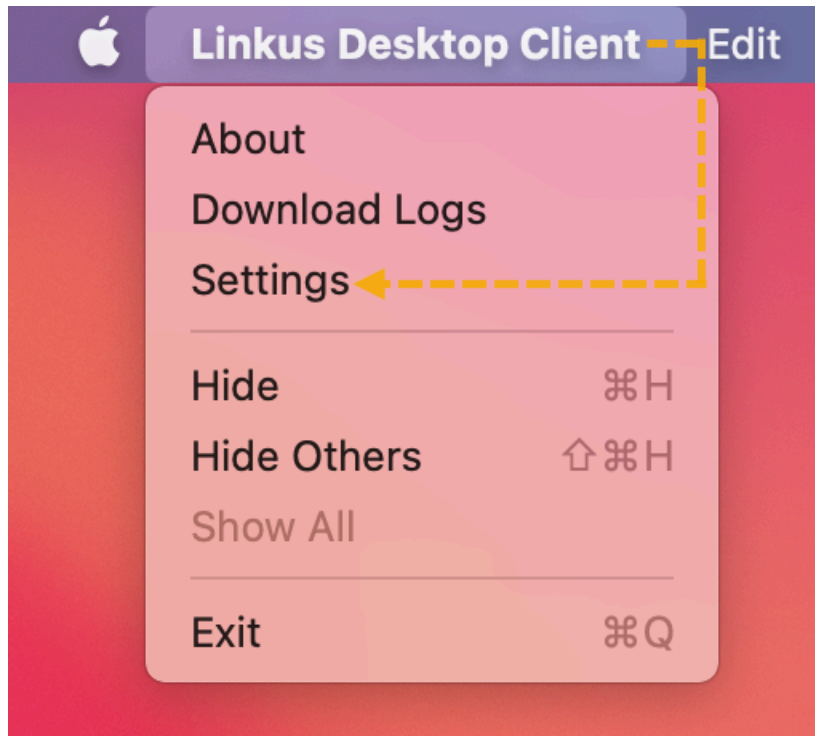 Linkus Desktop Client Edit
About
Download Logs
Settings
Hide ⌘H
Hide Others ⇧⌘H
Show All
Exit ⌘Q